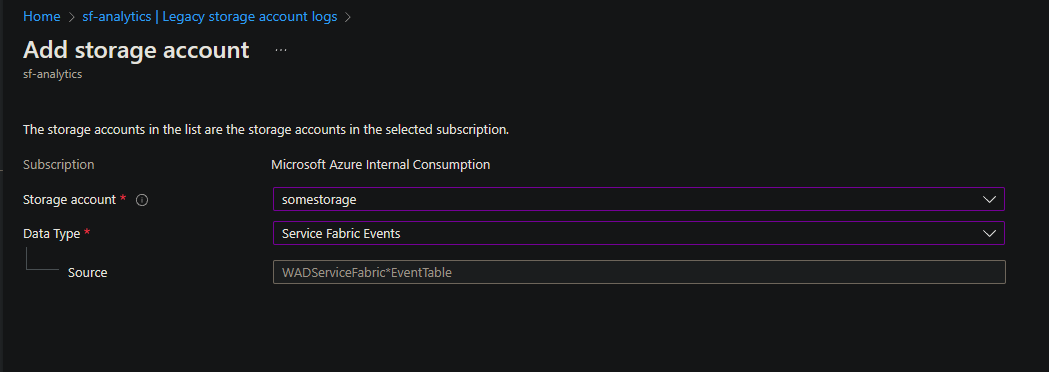 Home > sf-analytics | Legacy storage account logs >
Add storage account ...
sf-analytics
The storage accounts in the list are the storage accounts in the selected subscription.
Subscription Microsoft Azure Internal Consumption
Storage account * somestorage
Data Type * Service Fabric Events
Source WADServiceFabric*EventTable